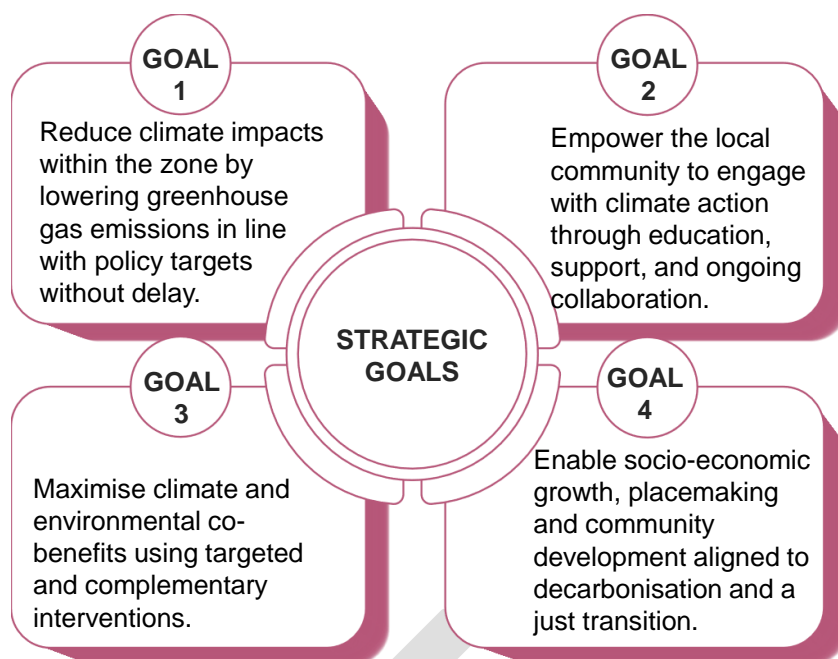 GOAL
1
Reduce climate impacts
within the zone by
lowering greenhouse
gas emissions in line
with policy targets
without delay.
GOAL
2
Empower the local
community to engage
with climate action
through education,
support, and ongoing
collaboration.
STRATEGIC
GOALS
GOAL
3
Maximise climate and
environmental co-
benefits using targeted
and complementary
interventions.
GOAL
4
Enable socio-economic
growth, placemaking
and community
development aligned to
decarbonisation and a
just transition.